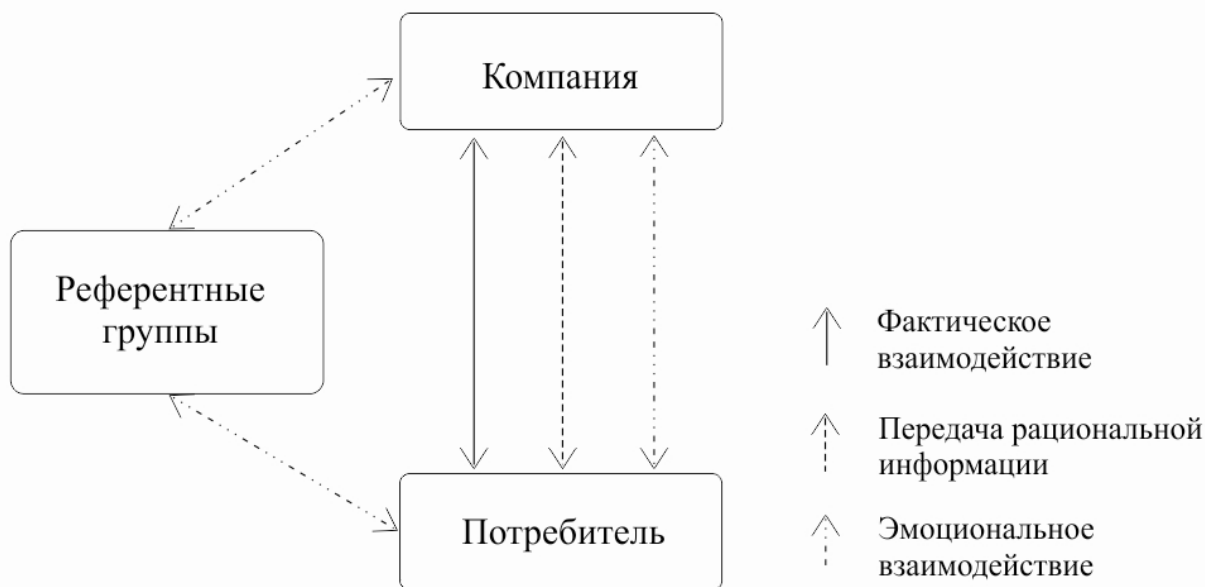 Компания
Референтные
группы
Потребитель
Фактическое
взаимодействие
Передача рациональной
информации
Эмоциональное
взаимодействие